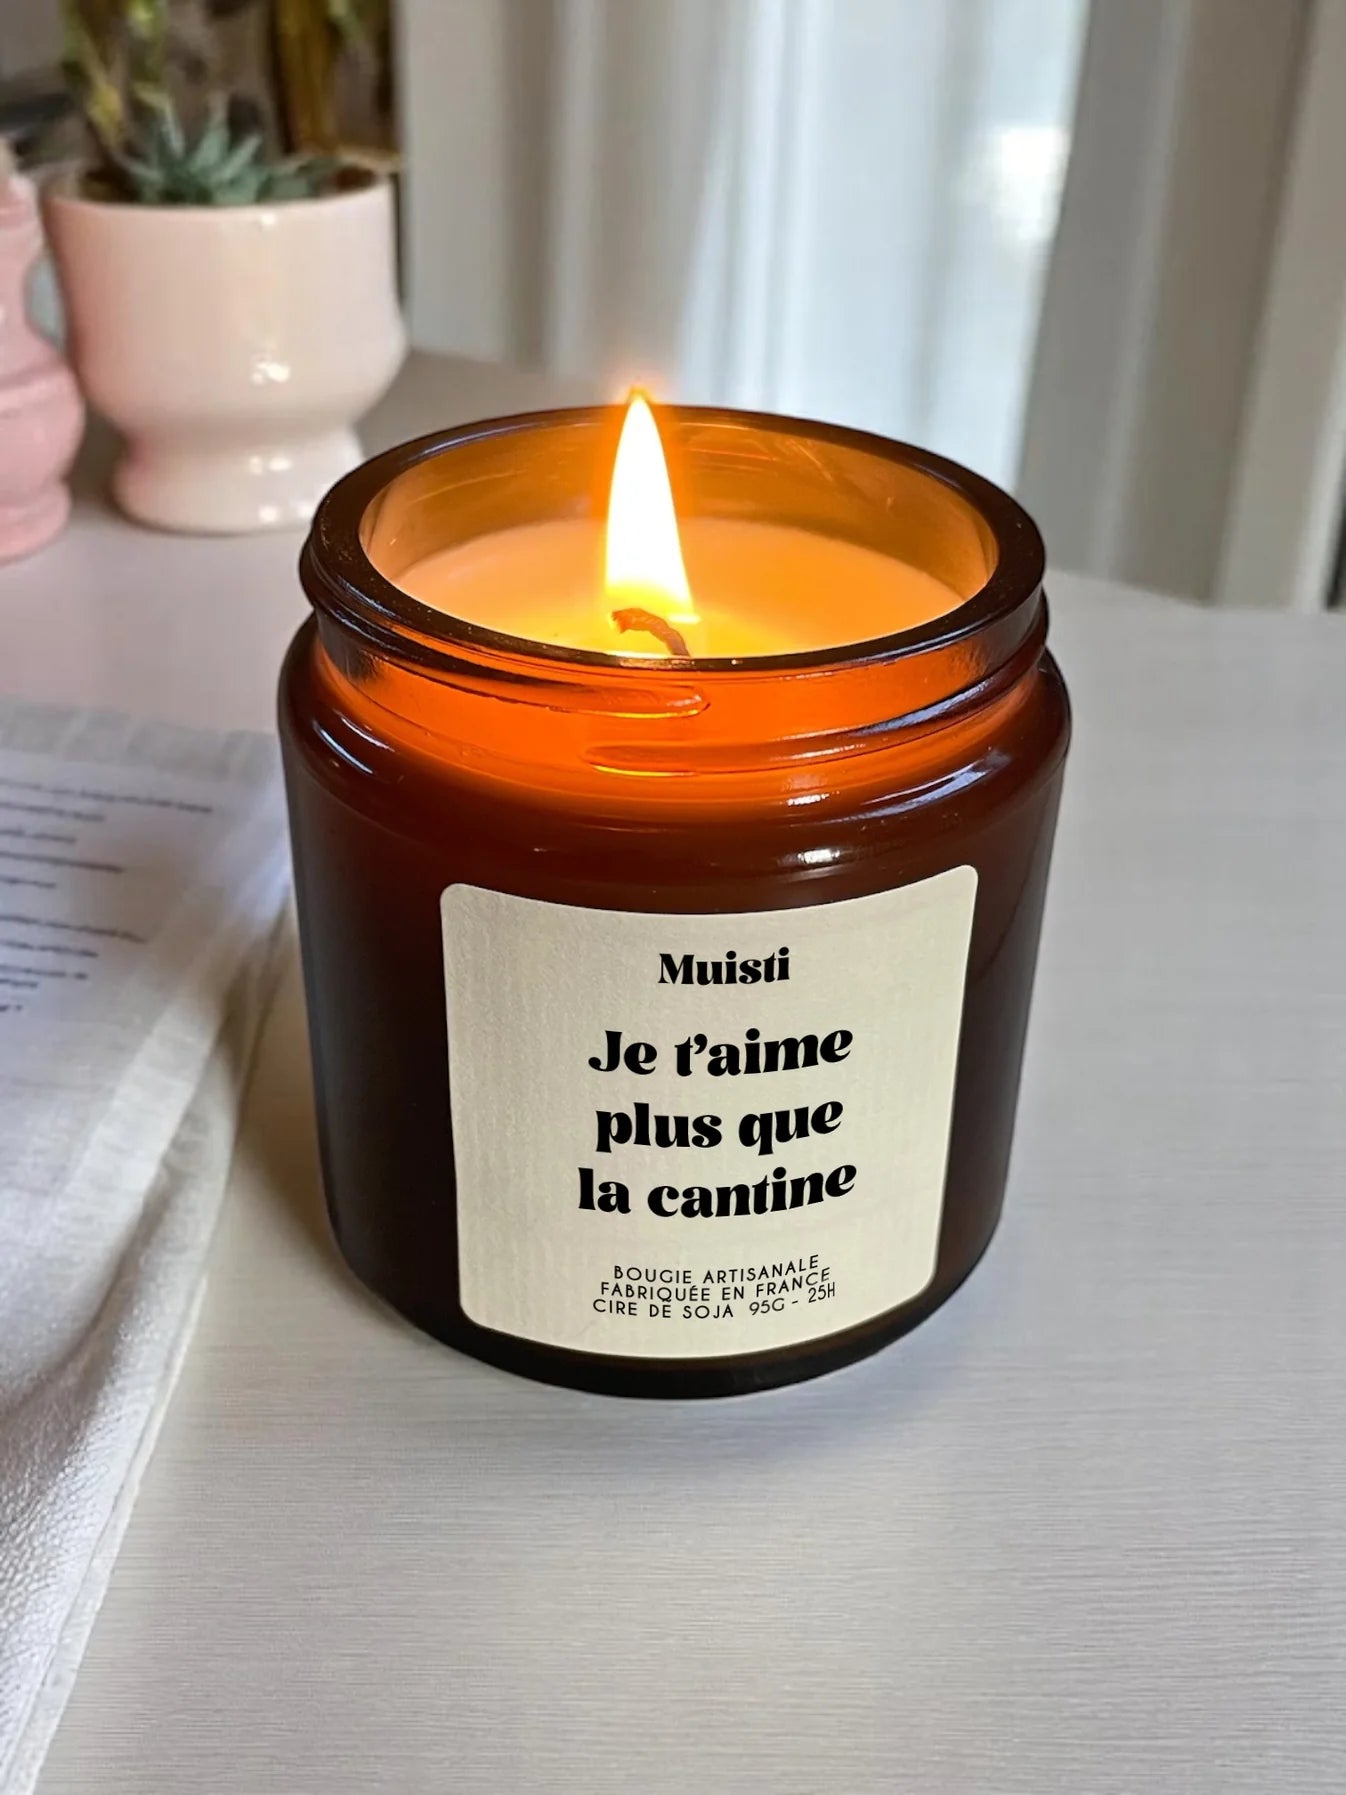 Muisti
Je t'aime
plus que
la cantine
BOUGIE ARTISANALE
FABRIQUÉE EN FRANCE
CIRE DE SOJA 95G - 25H